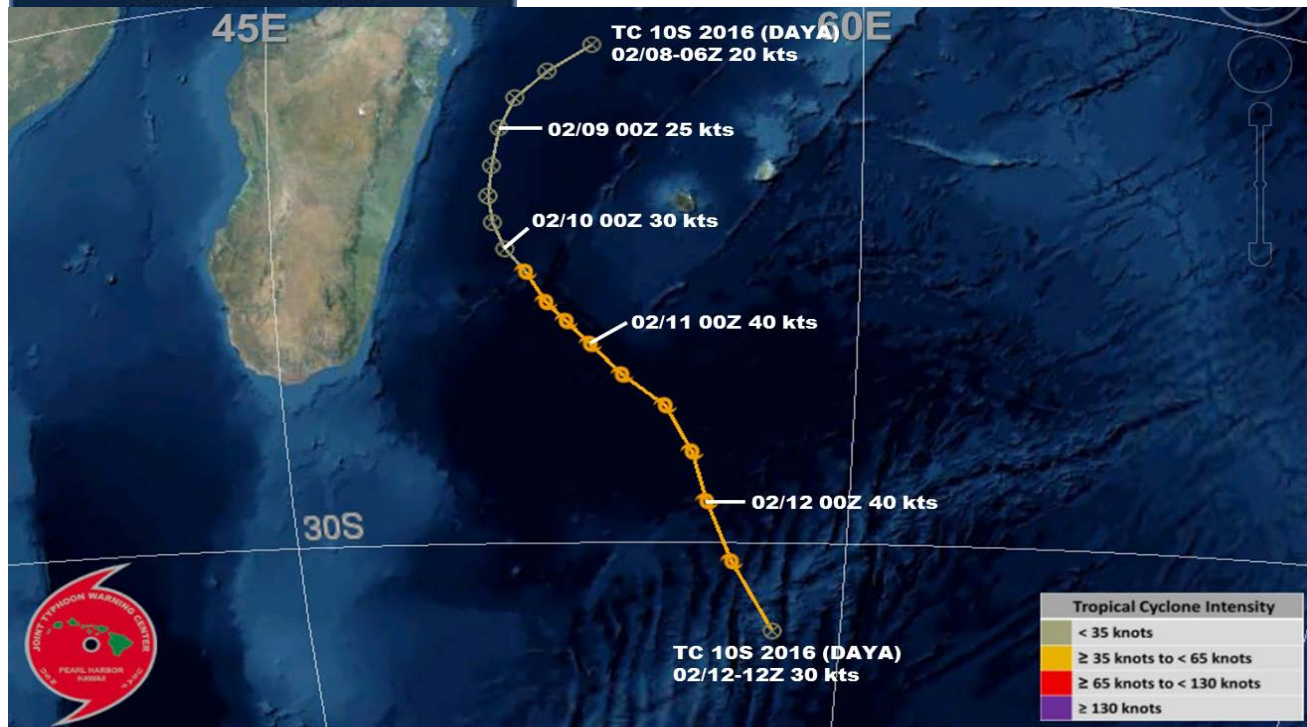 45E
60E
TC 10S 2016 (DAYA)
02/08-06Z 20 kts
02/09 00Z 25 kts
02/10 00Z 30 kts
02/11 00Z 40 kts
02/12 00Z 40 kts
30S
TC 10S 2016 (DAYA)
02/12-12Z 30 kts
JOINT TYPHOON WARNING CENTER
PEARL HARBOR
HAWAII
Tropical Cyclone Intensity
< 35 knots
≥ 35 knots to < 65 knots
≥ 65 knots to < 130 knots
≥ 130 knots